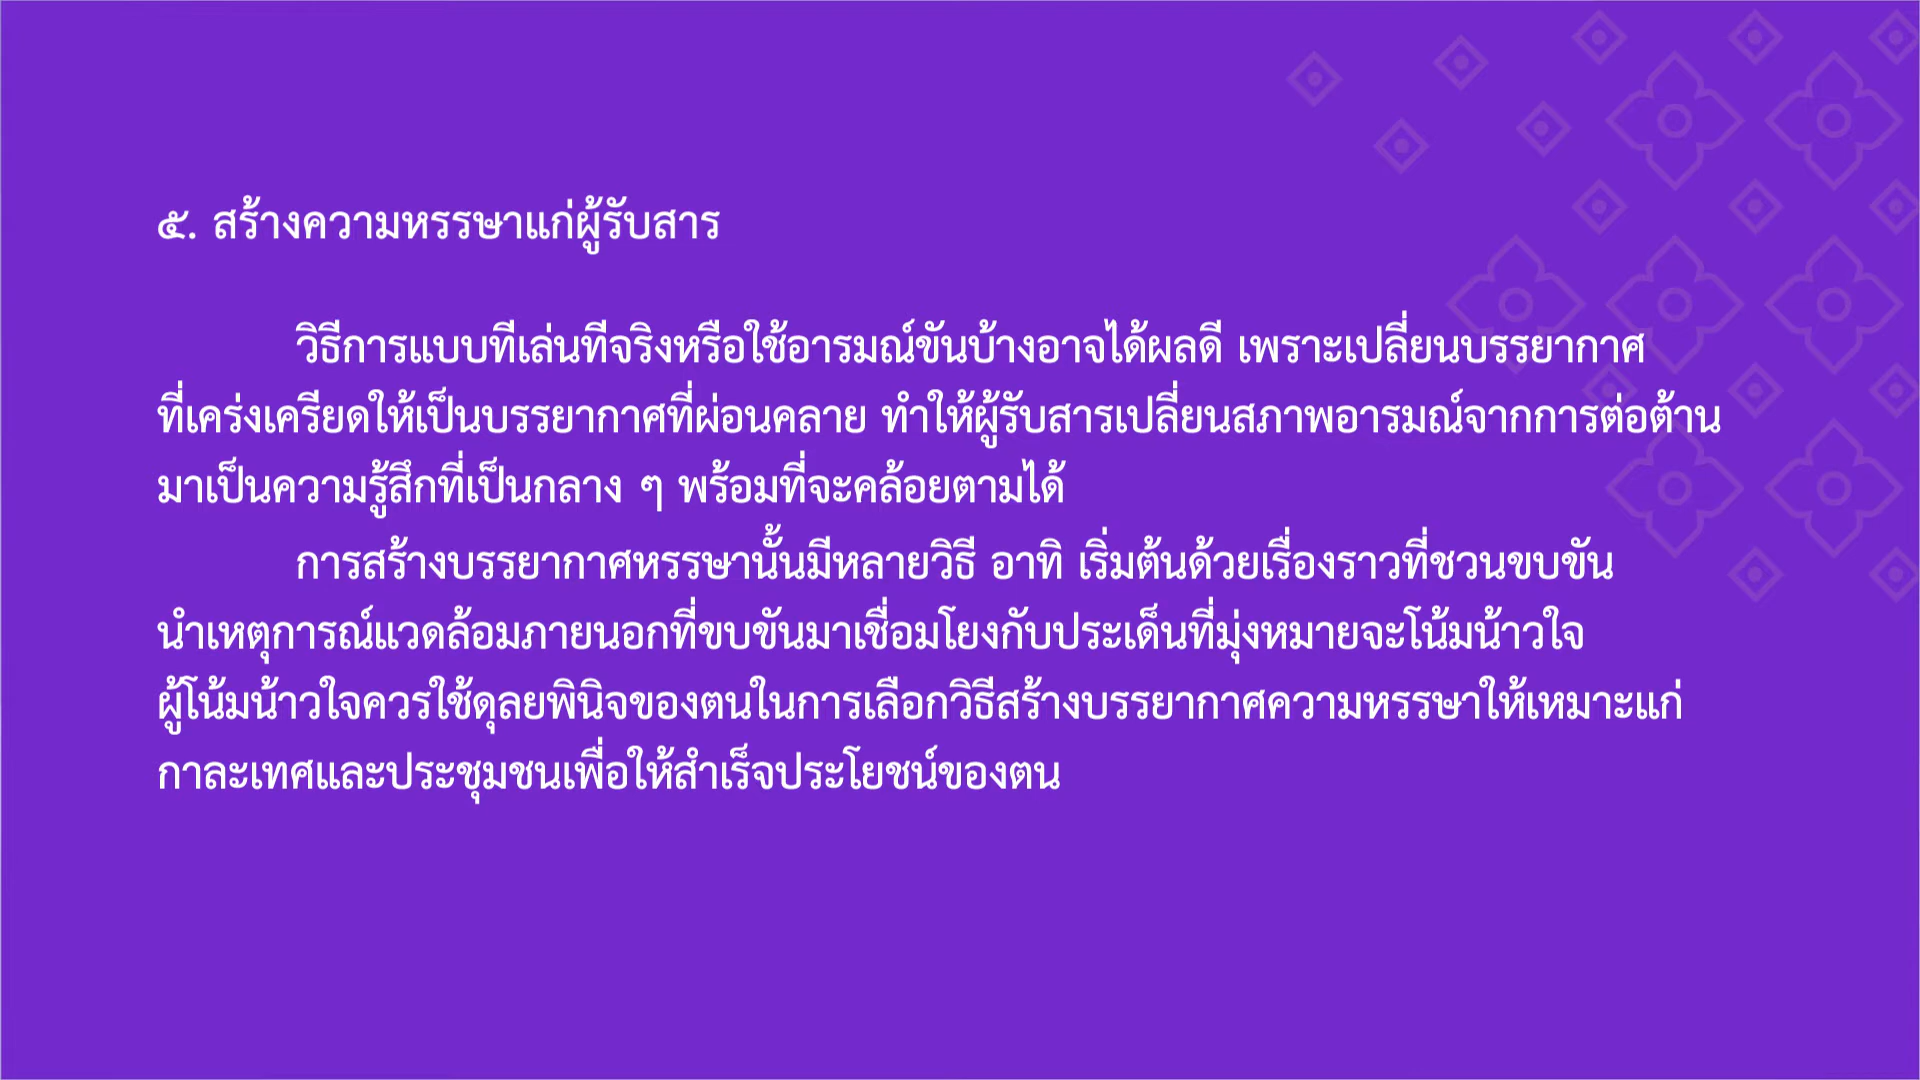 ๕. สร้างความหรรษาแก่ผู้รับสาร
วิธีการแบบทีเล่นทีจริงหรือใช้อารมณ์ขันบ้างอาจได้ผลดี เพราะเปลี่ยนบรรยากาศ
ที่เคร่งเครียดให้เป็นบรรยากาศที่ผ่อนคลาย ทำให้ผู้รับสารเปลี่ยนสภาพอารมณ์จากการต่อต้าน
มาเป็นความรู้สึกที่เป็นกลาง ๆ พร้อมที่จะคล้อยตามได้
การสร้างบรรยากาศหรรษานั้นมีหลายวิธี อาทิ เริ่มต้นด้วยเรื่องราวที่ชวนขบขัน
นำเหตุการณ์แวดล้อมภายนอกที่ขบขันมาเชื่อมโยงกับประเด็นที่มุ่งหมายจะโน้มน้าวใจ
ผู้โน้มน้าวใจควรใช้ดุลยพินิจของตนในการเลือกวิธีสร้างบรรยากาศความหรรษาให้เหมาะแก่
กาละเทศและประชุมชนเพื่อให้สำเร็จประโยชน์ของตน